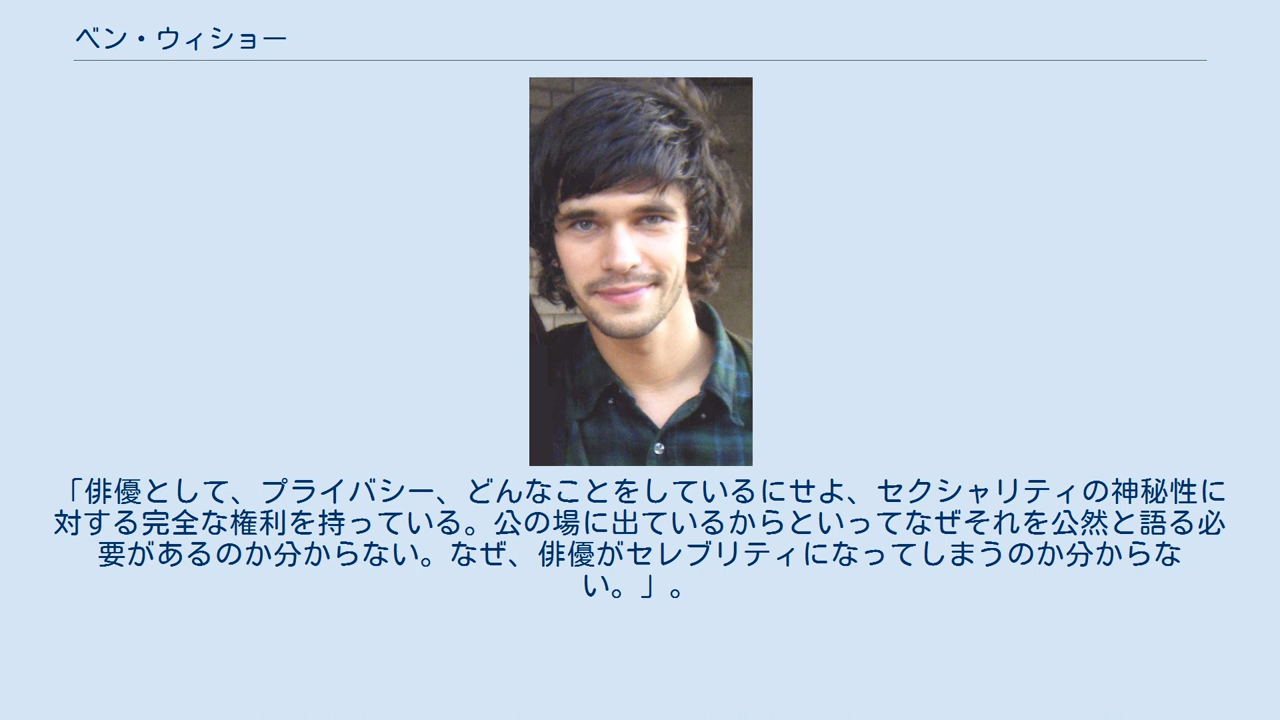 ベン・ウィショー
「俳優として、プライバシー、どんなことをしているにせよ、セクシャリティの神秘性に
対する完全な権利を持っている。公の場に出ているからといってなぜそれを公然と語る必
要があるのか分からない。なぜ、俳優がセレブリティになってしまうのか分からな
い。」。